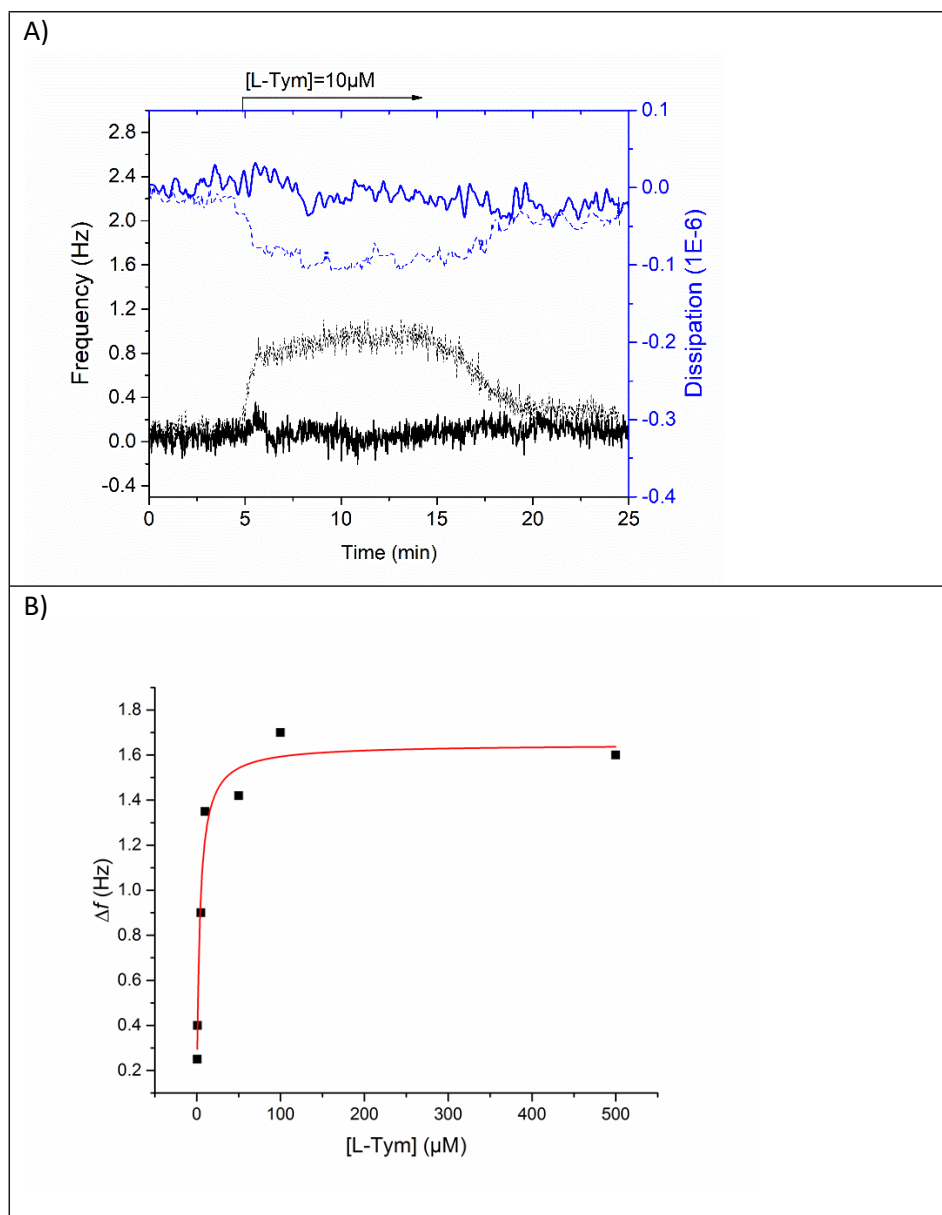 A)
[L-Tym]=10µM
2.8
2.4
2.0
1.6
1.2
0.8
0.4
0.0
-0.4
Frequency (Hz)
0.1
0.0
-0.1
-0.2
-0.3
-0.4
Dissipation (1E-6)
0 5 10 15 20 25
Time (min)
B)
1.8
1.6
1.4
1.2
1.0
0.8
0.6
0.4
0.2
Δf (Hz)
0 100 200 300 400 500
[L-Tym] (µM)